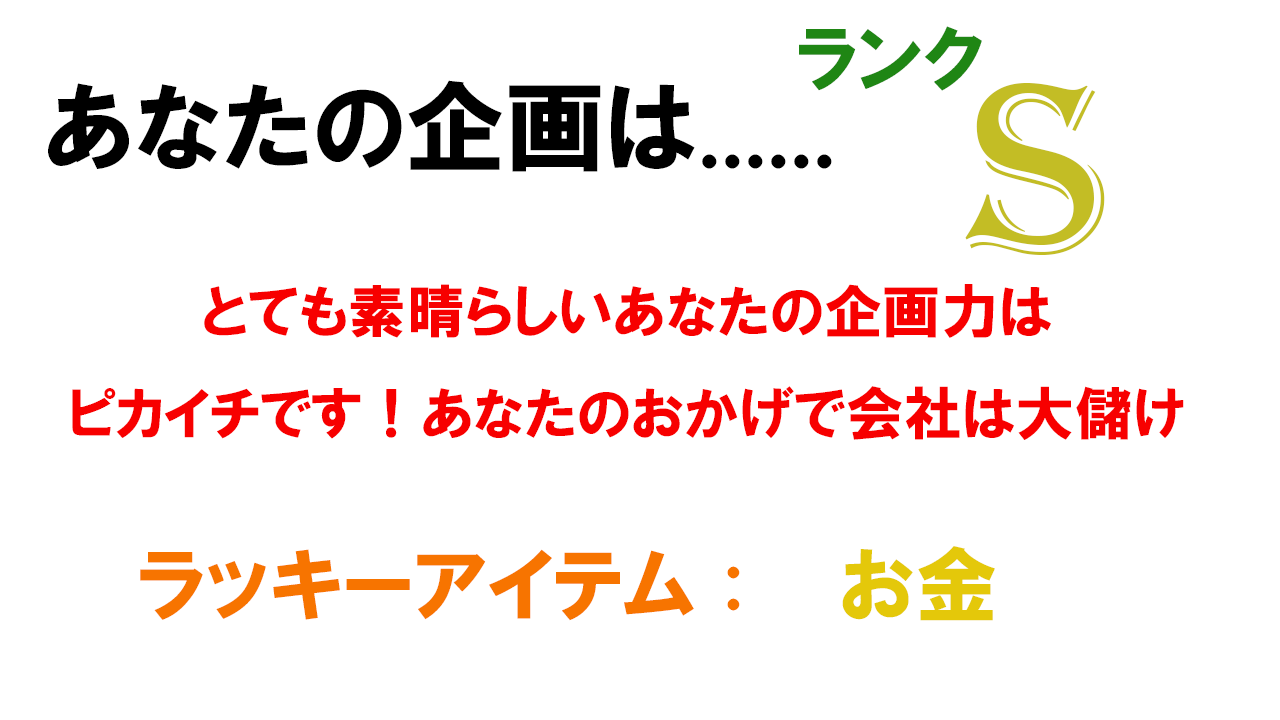 ランク
あなたの企画は......
S
とても素晴らしいあなたの企画力は
ピカイチです！あなたのおかげで会社は大儲け
ラッキーアイテム：　お金